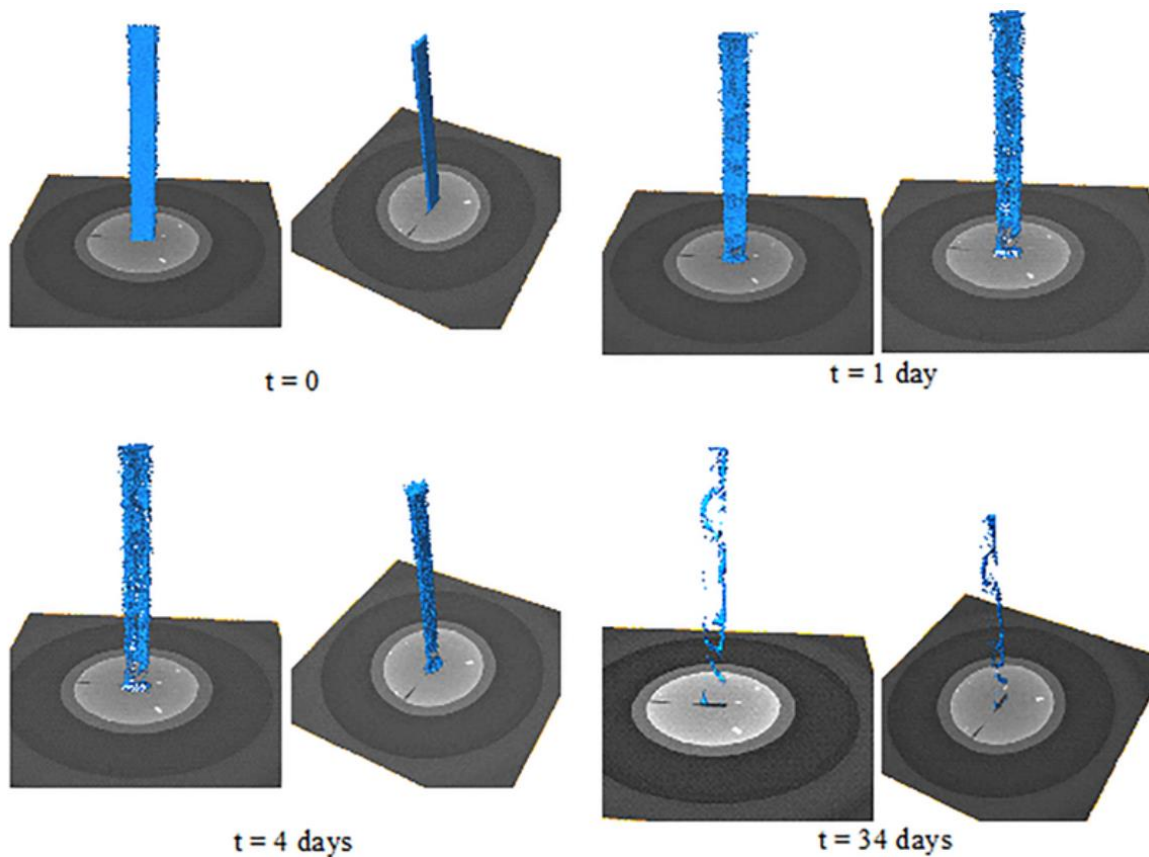 t = 0
t = 1 day
t = 4 days
t = 34 days